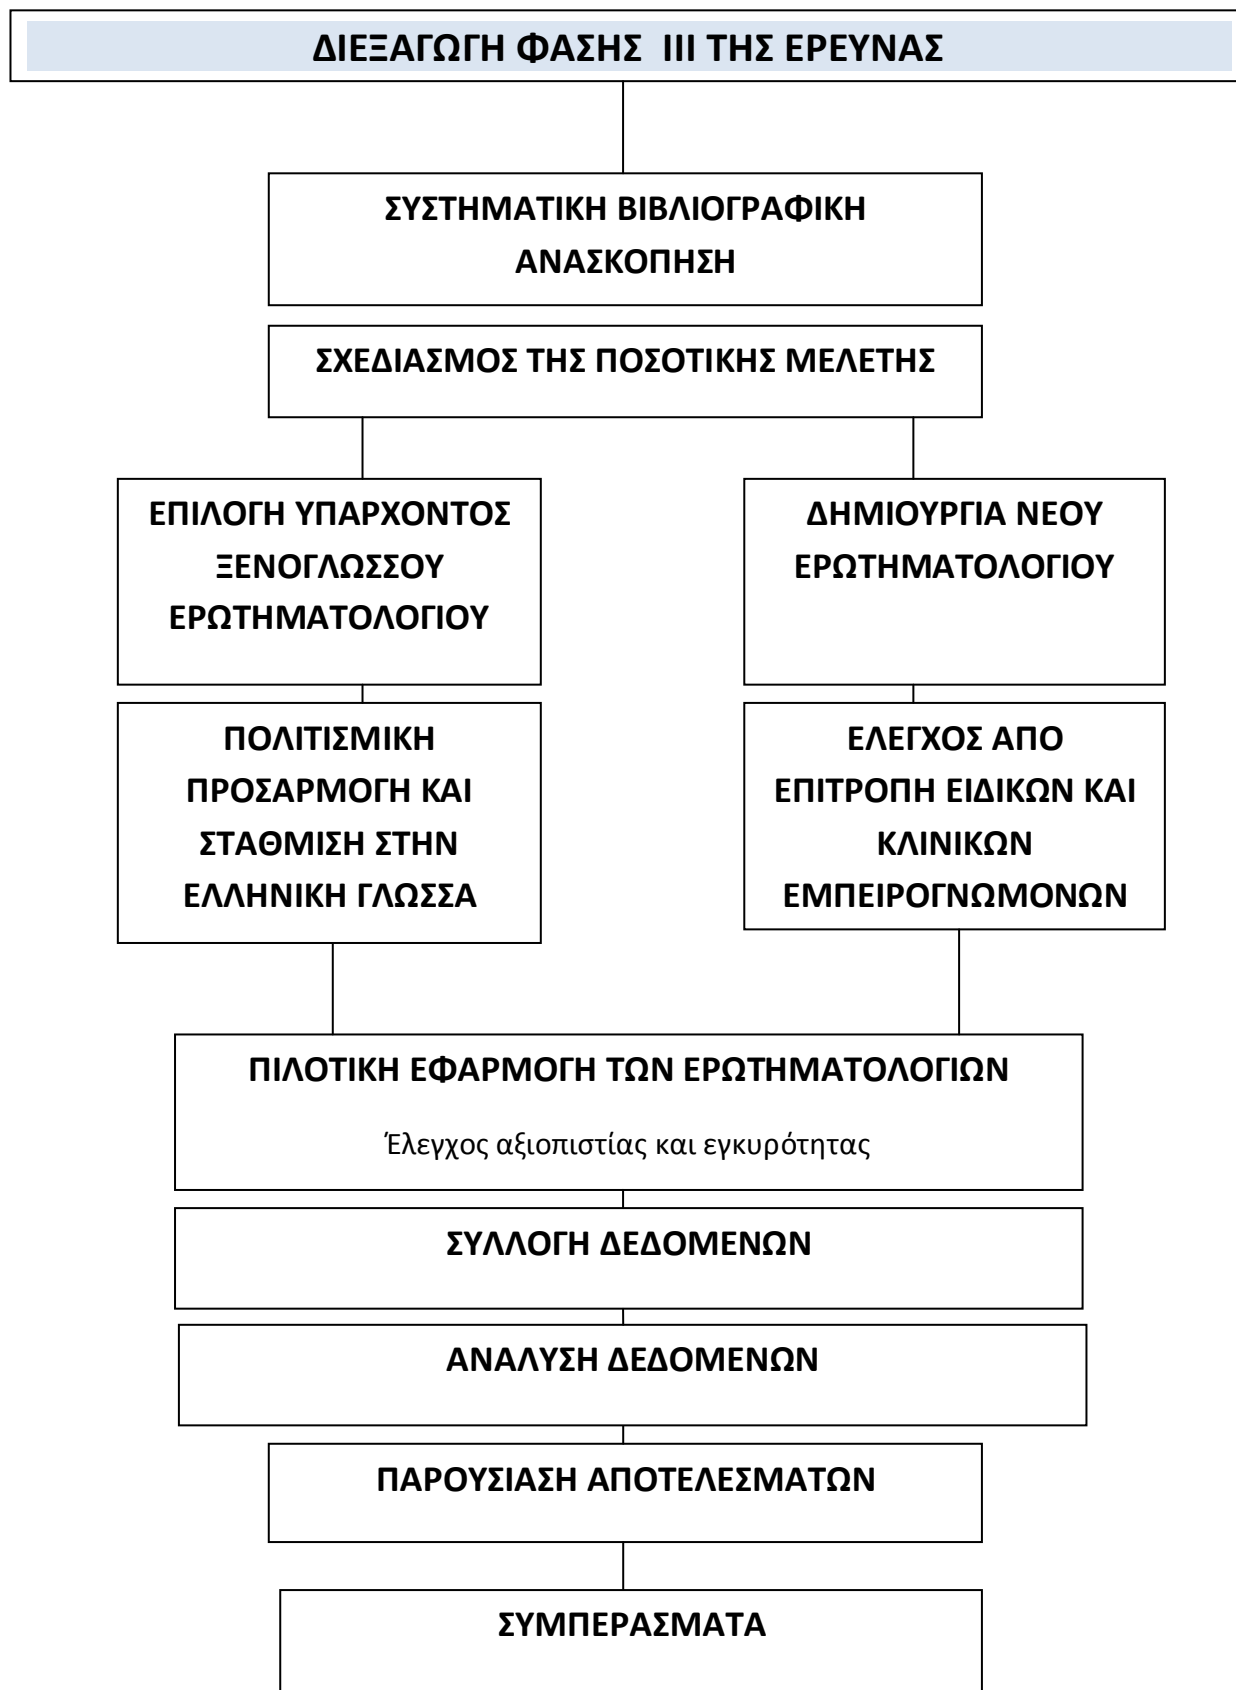 ΔΙΕΞΑΓΩΓΗ ΦΑΣΗΣ ΙΙΙ ΤΗΣ ΕΡΕΥΝΑΣ
ΣΥΣΤΗΜΑΤΙΚΗ ΒΙΒΛΙΟΓΡΑΦΙΚΗ
ΑΝΑΣΚΟΠΗΣΗ
ΣΧΕΔΙΑΣΜΟΣ ΤΗΣ ΠΟΣΟΤΙΚΗΣ ΜΕΛΕΤΗΣ
ΕΠΙΛΟΓΗ ΥΠΑΡΧΟΝΤΟΣ
ΞΕΝΟΓΛΩΣΣΟΥ
ΕΡΩΤΗΜΑΤΟΛΟΓΙΟΥ
ΔΗΜΙΟΥΡΓΙΑ ΝΕΟΥ
ΕΡΩΤΗΜΑΤΟΛΟΓΙΟΥ
ΠΟΛΙΤΙΣΜΙΚΗ
ΠΡΟΣΑΡΜΟΓΗ ΚΑΙ
ΣΤΑΘΜΙΣΗ ΣΤΗΝ
ΕΛΛΗΝΙΚΗ ΓΛΩΣΣΑ
ΕΛΕΓΧΟΣ ΑΠΟ
ΕΠΙΤΡΟΠΗ ΕΙΔΙΚΩΝ ΚΑΙ
ΚΛΙΝΙΚΩΝ
ΕΜΠΕΙΡΟΓΝΩΜΟΝΩΝ
ΠΙΛΟΤΙΚΗ ΕΦΑΡΜΟΓΗ ΤΩΝ ΕΡΩΤΗΜΑΤΟΛΟΓΙΩΝ
Έλεγχος αξιοπιστίας και εγκυρότητας
ΣΥΛΛΟΓΗ ΔΕΔΟΜΕΝΩΝ
ΑΝΑΛΥΣΗ ΔΕΔΟΜΕΝΩΝ
ΠΑΡΟΥΣΙΑΣΗ ΑΠΟΤΕΛΕΣΜΑΤΩΝ
ΣΥΜΠΕΡΑΣΜΑΤΑ